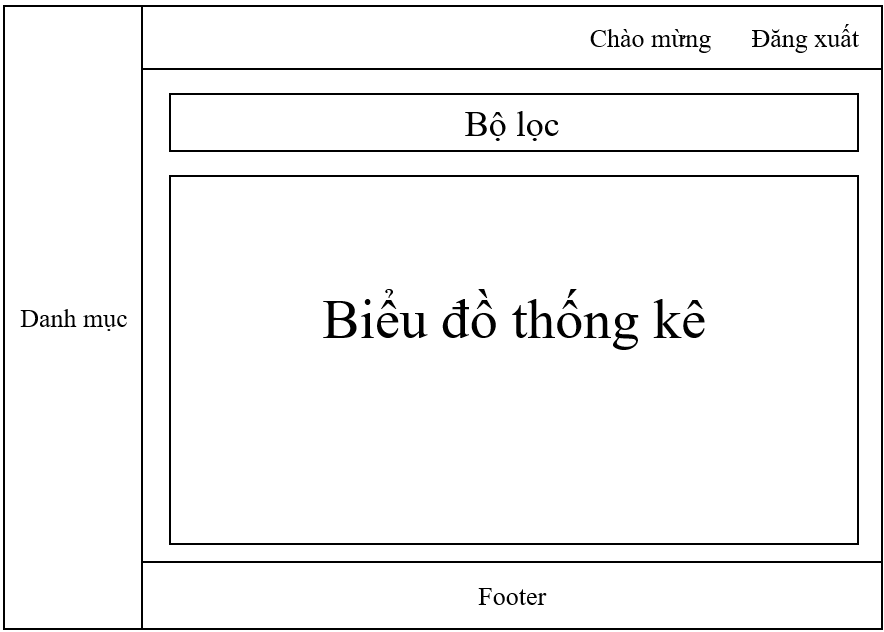 Chào mừng Đăng xuất
Bộ lọc
Danh mục
Biểu đồ thống kê
Footer